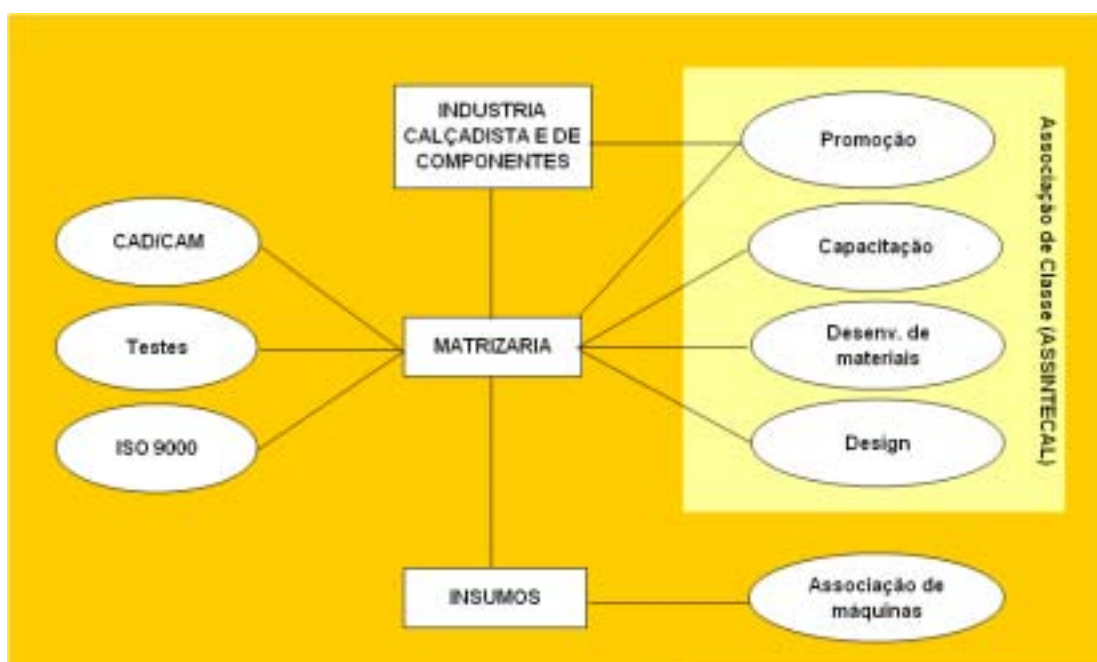 INDUSTRIA
CALÇADISTA E DE
COMPONENTES
Promoção
Associação de Classe (ASSINTECAL)
CAD/CAM
Capacitação
Testes
MATRIZARIA
Desenv. de
materiais
ISO 9000
Design
INSUMOS
Associação de
máquinas